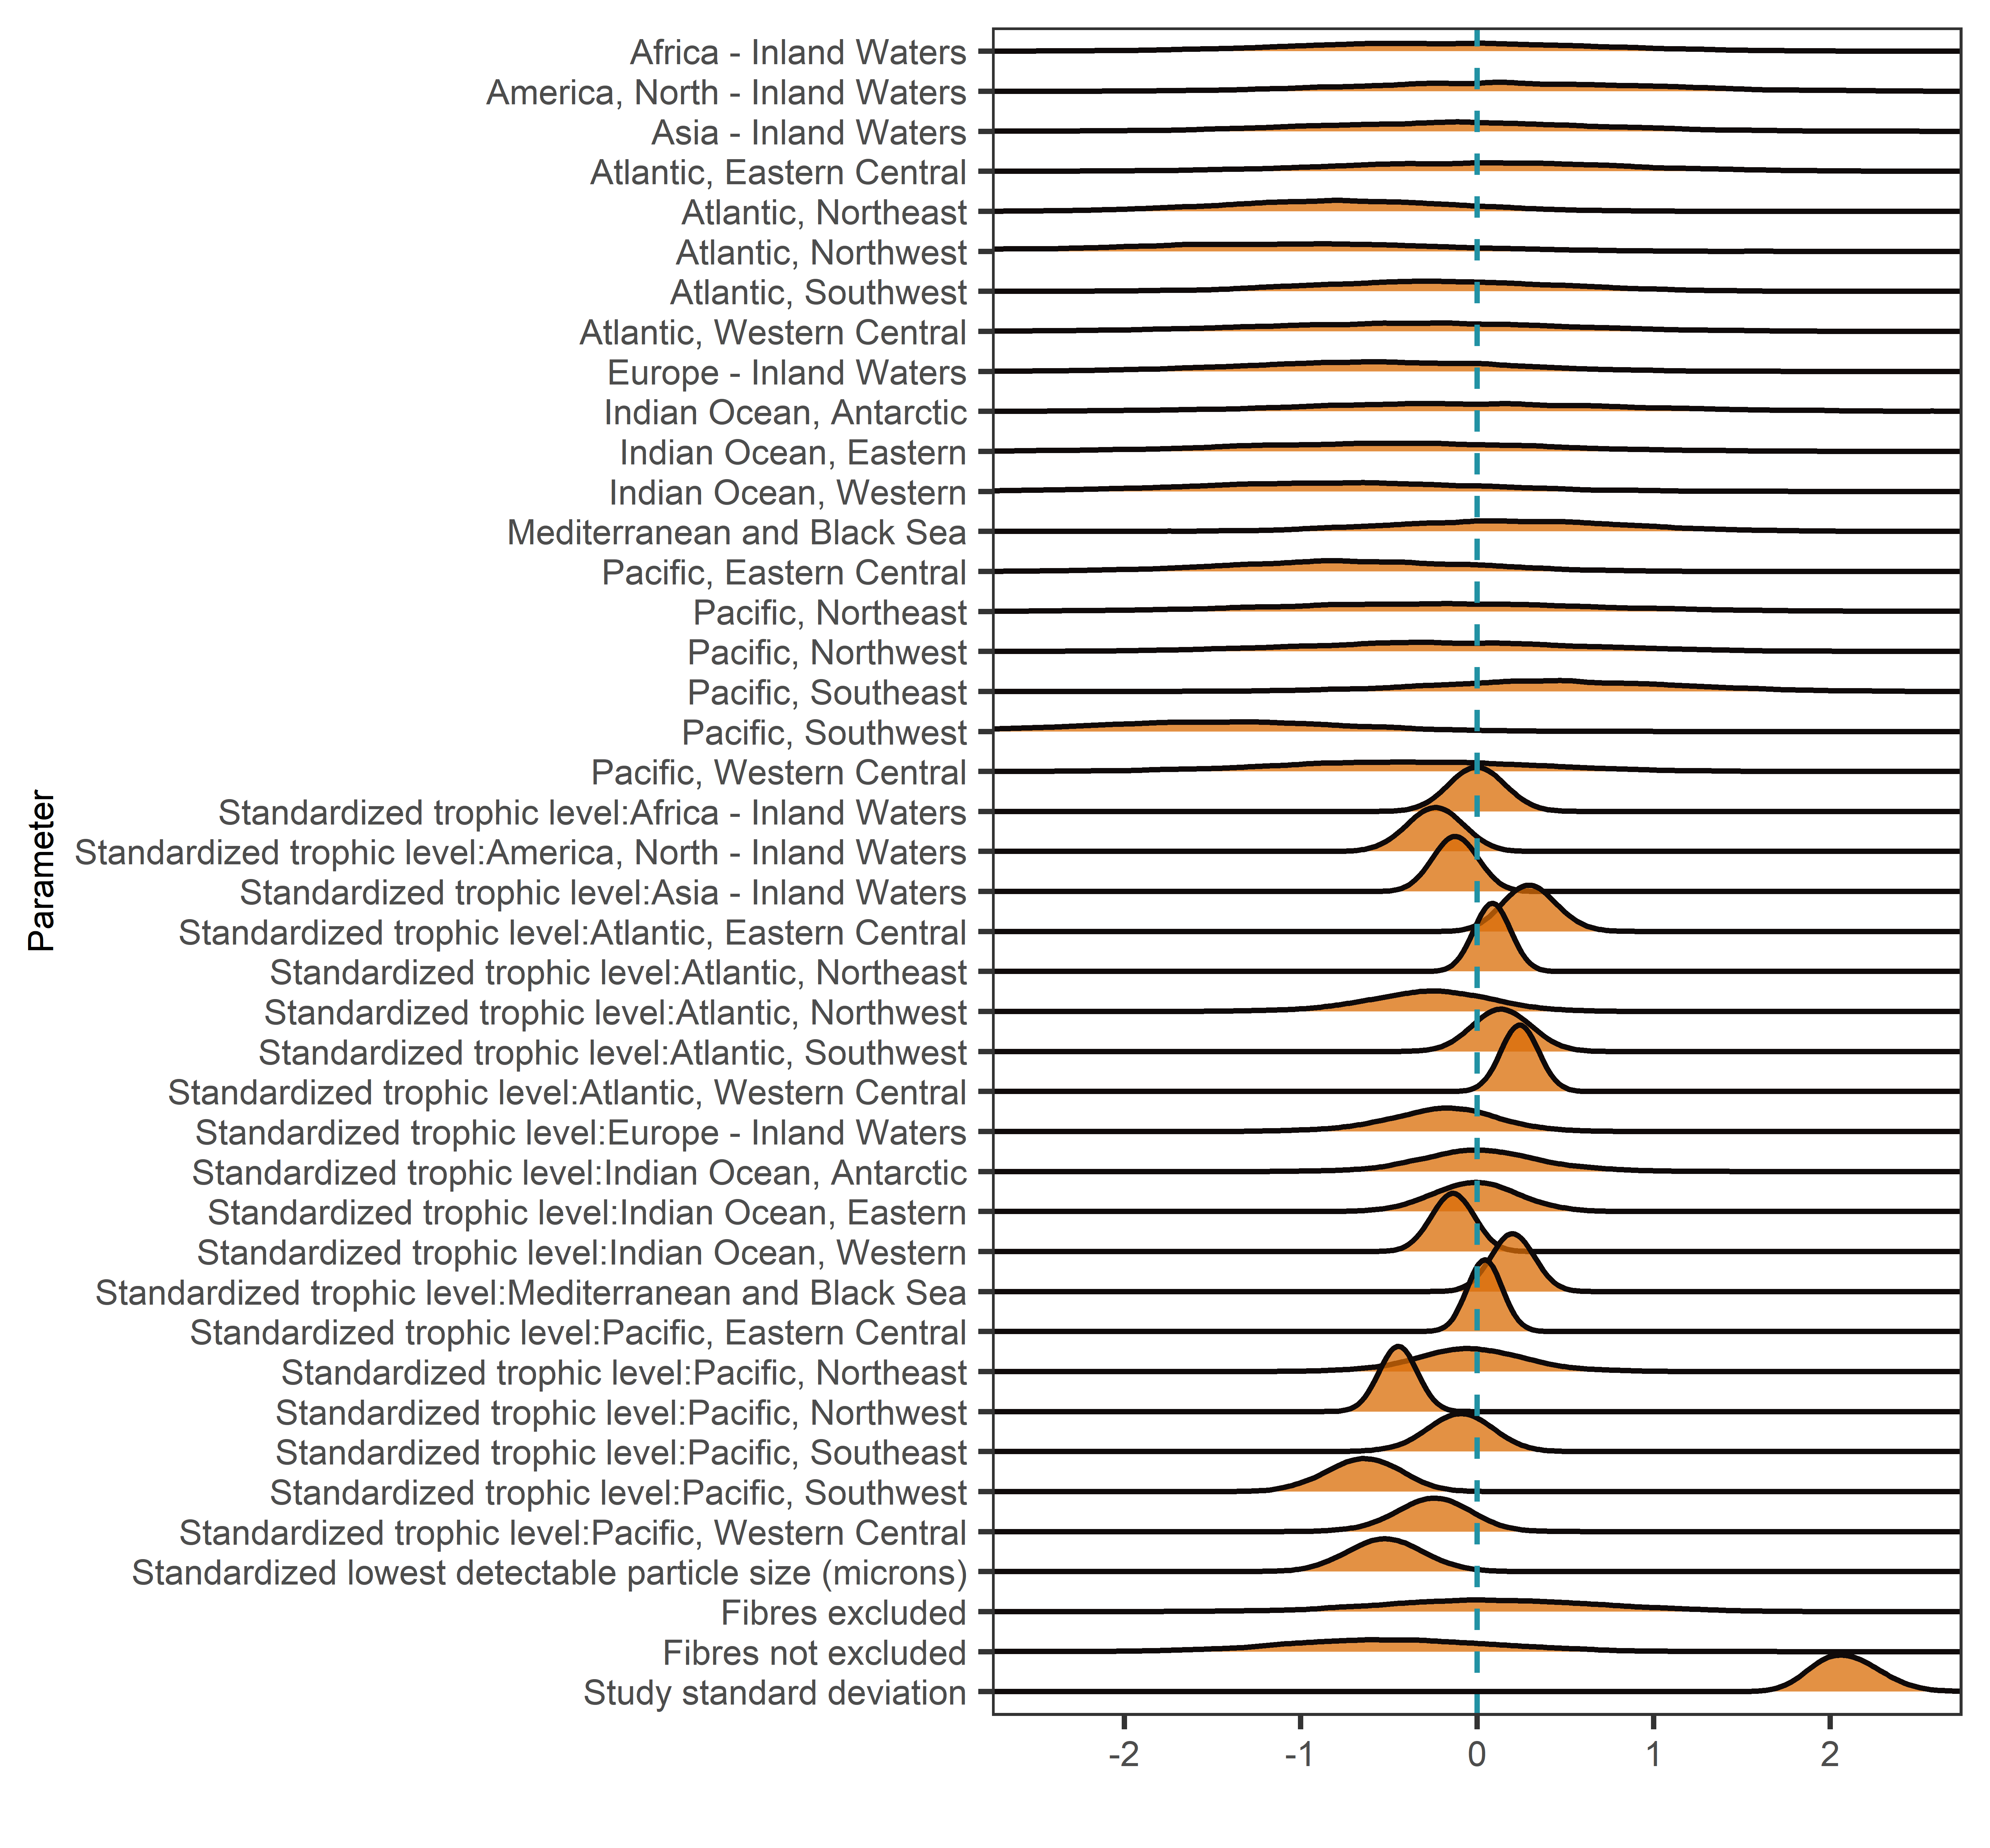 Africa - Inland Waters
America, North - Inland Waters
Asia - Inland Waters
Atlantic, Eastern Central
Atlantic, Northeast
Atlantic, Northwest
Atlantic, Southwest
Atlantic, Western Central
Europe - Inland Waters
Indian Ocean, Antarctic
Indian Ocean, Eastern
Indian Ocean, Western
Mediterranean and Black Sea
Pacific, Eastern Central
Pacific, Northeast
Pacific, Northwest
Pacific, Southeast
Pacific, Southwest
Pacific, Western Central
Standardized trophic level:Africa - Inland Waters
Standardized trophic level:America, North - Inland Waters
Standardized trophic level:Asia - Inland Waters
Standardized trophic level:Atlantic, Eastern Central
Standardized trophic level:Atlantic, Northeast
Standardized trophic level:Atlantic, Northwest
Standardized trophic level:Atlantic, Southwest
Standardized trophic level:Atlantic, Western Central
Standardized trophic level:Europe - Inland Waters
Standardized trophic level:Indian Ocean, Antarctic
Standardized trophic level:Indian Ocean, Eastern
Standardized trophic level:Indian Ocean, Western
Standardized trophic level:Mediterranean and Black Sea
Standardized trophic level:Pacific, Eastern Central
Standardized trophic level:Pacific, Northeast
Standardized trophic level:Pacific, Northwest
Standardized trophic level:Pacific, Southeast
Standardized trophic level:Pacific, Southwest
Standardized trophic level:Pacific, Western Central
Standardized lowest detectable particle size (microns)
Fibres excluded
Fibres not excluded
Study standard deviation
Parameter
-2 -1 0 1 2